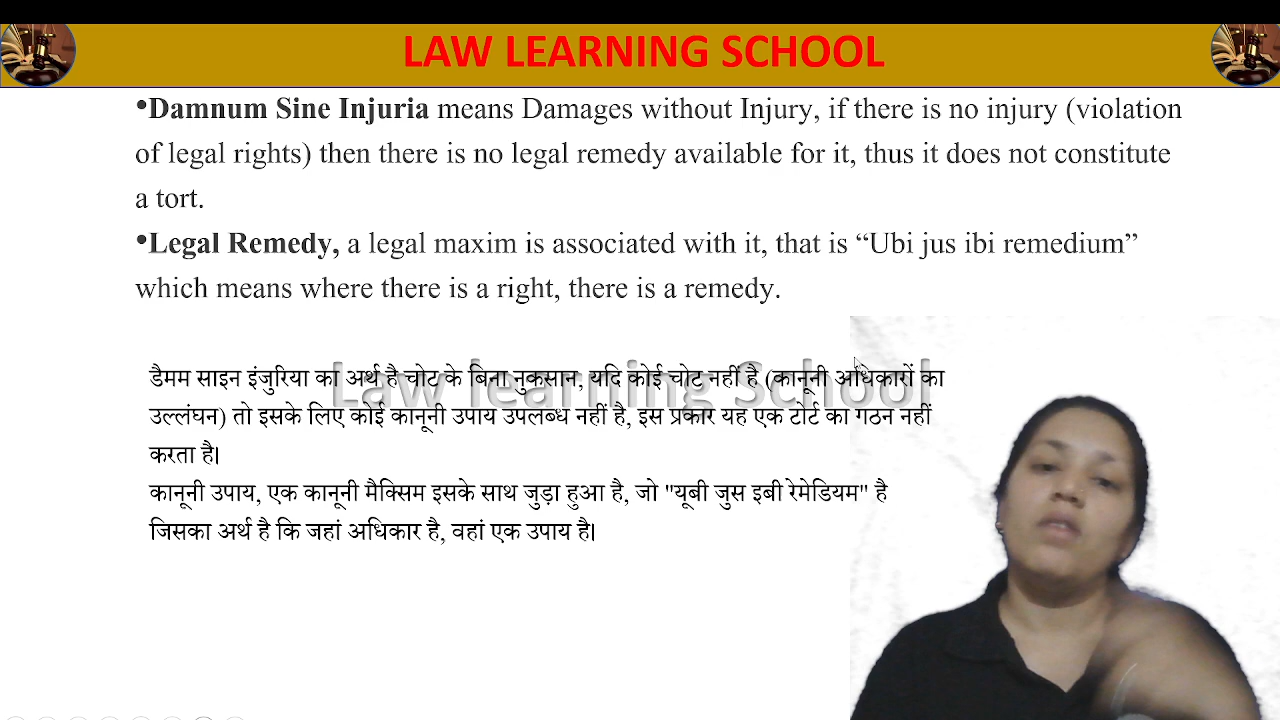 LAW LEARNING SCHOOL
•Damnum Sine Injuria means Damages without Injury, if there is no injury (violation
of legal rights) then there is no legal remedy available for it, thus it does not constitute
a tort.
•Legal Remedy, a legal maxim is associated with it, that is “Ubi jus ibi remedium”
which means where there is a right, there is a remedy.
Law learning School
डैमम साइन इंजुरिया का अर्थ है चोट के बिना नुकसान, यदि कोई चोट नहीं है (कानूनी अधिकारों का
उल्लंघन) तो इसके लिए कोई कानूनी उपाय उपलब्ध नहीं है, इस प्रकार यह एक टोर्ट का गठन नहीं
करता है।
कानूनी उपाय, एक कानूनी मैक्सिम इसके साथ जुड़ा हुआ है, जो "यूबी जुस इबी रेमेडियम" है
जिसका अर्थ है कि जहां अधिकार है, वहां एक उपाय है।